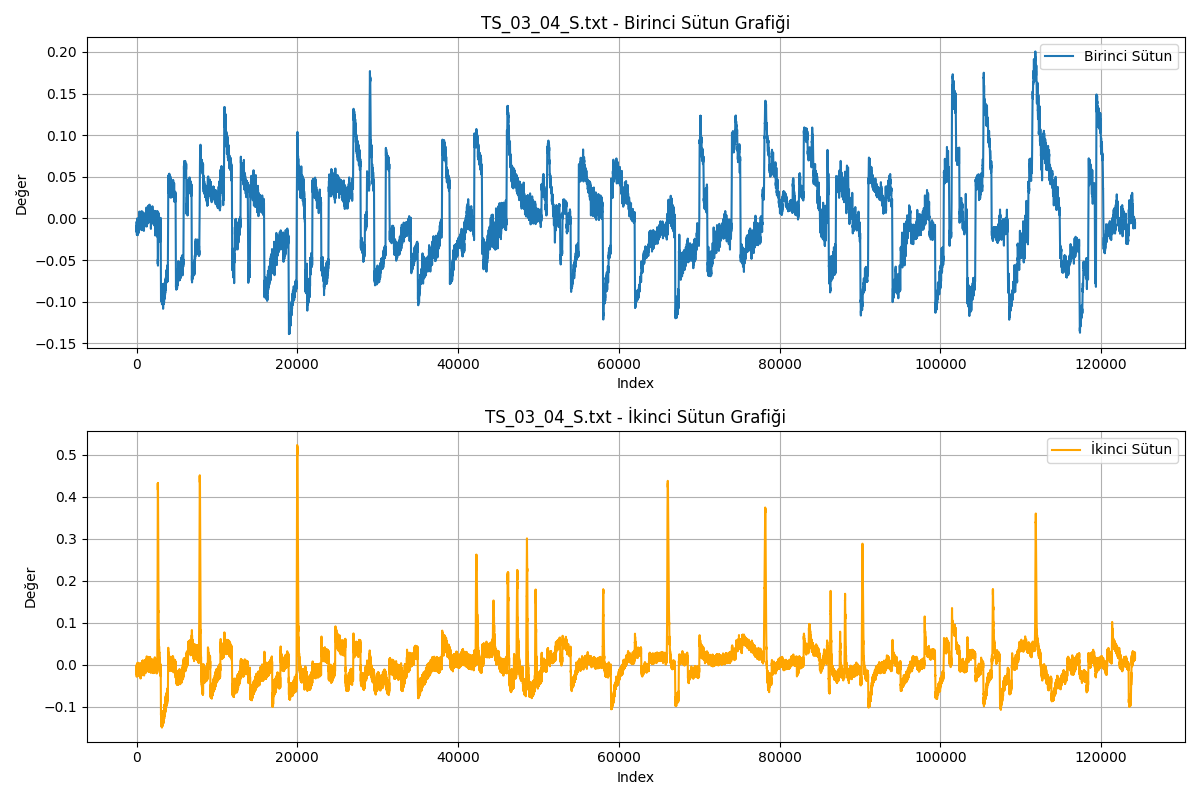 TS_03_04_S.txt - Birinci Sütun Grafiği
Birinci Sütun
Değer
0.20
0.15
0.10
0.05
0.00
−0.05
−0.10
−0.15
0 20000 40000 60000 80000 100000 120000
Index
TS_03_04_S.txt - İkinci Sütun Grafiği
İkinci Sütun
Değer
0.5
0.4
0.3
0.2
0.1
0.0
−0.1
0 20000 40000 60000 80000 100000 120000
Index